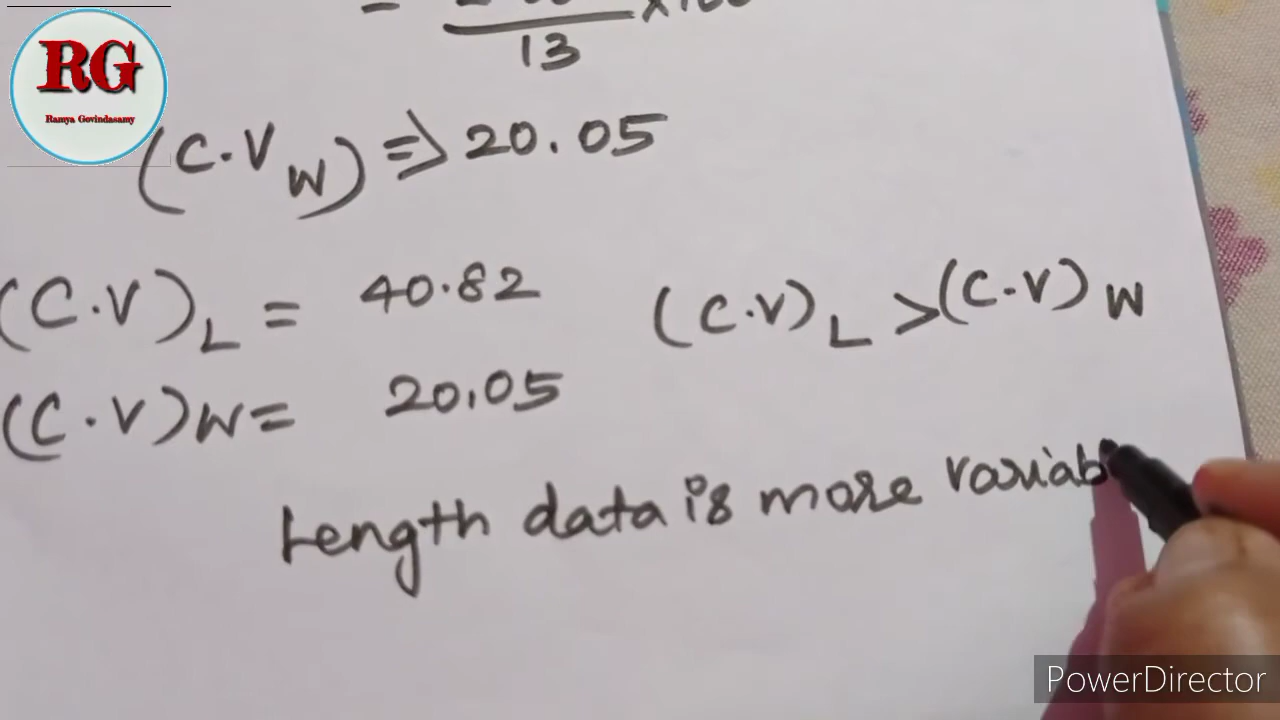 RG
Ramya Govindasamy
13
(C.V W) => 20.05
(C.V)L = 40.82
(C.V)L > (C.V) W
(C.V)W = 20.05
Length data is more variab
PowerDirector